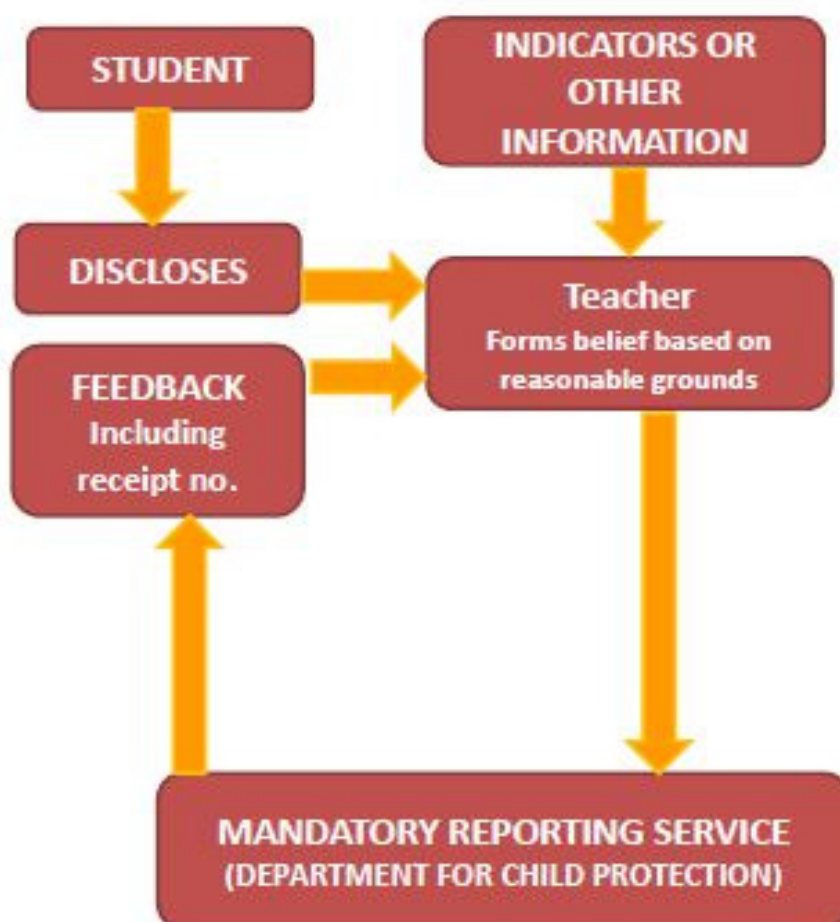 STUDENT
INDICATORS OR
OTHER
INFORMATION
DISCLOSES
Teacher
Forms belief based on
reasonable grounds
FEEDBACK
Including
receipt no.
MANDATORY REPORTING SERVICE
(DEPARTMENT FOR CHILD PROTECTION)